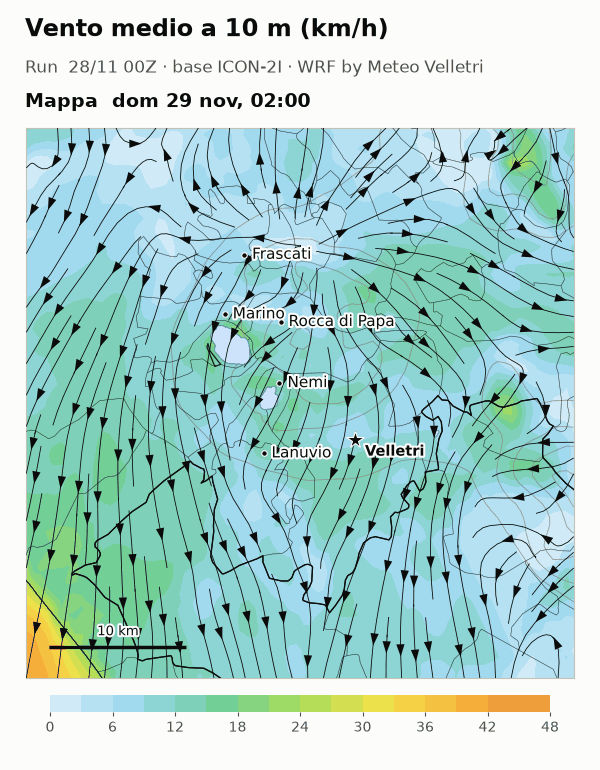 Vento medio a 10 m (km/h)
Run 28/11 00Z · base ICON-2I · WRF by Meteo Velletri
Mappa dom 29 nov, 02:00
Frascati
Marino
Rocca di Papa
Nemi
Velletri
Lanuvio
10 km
0 6 12 18 24 30 36 42 48